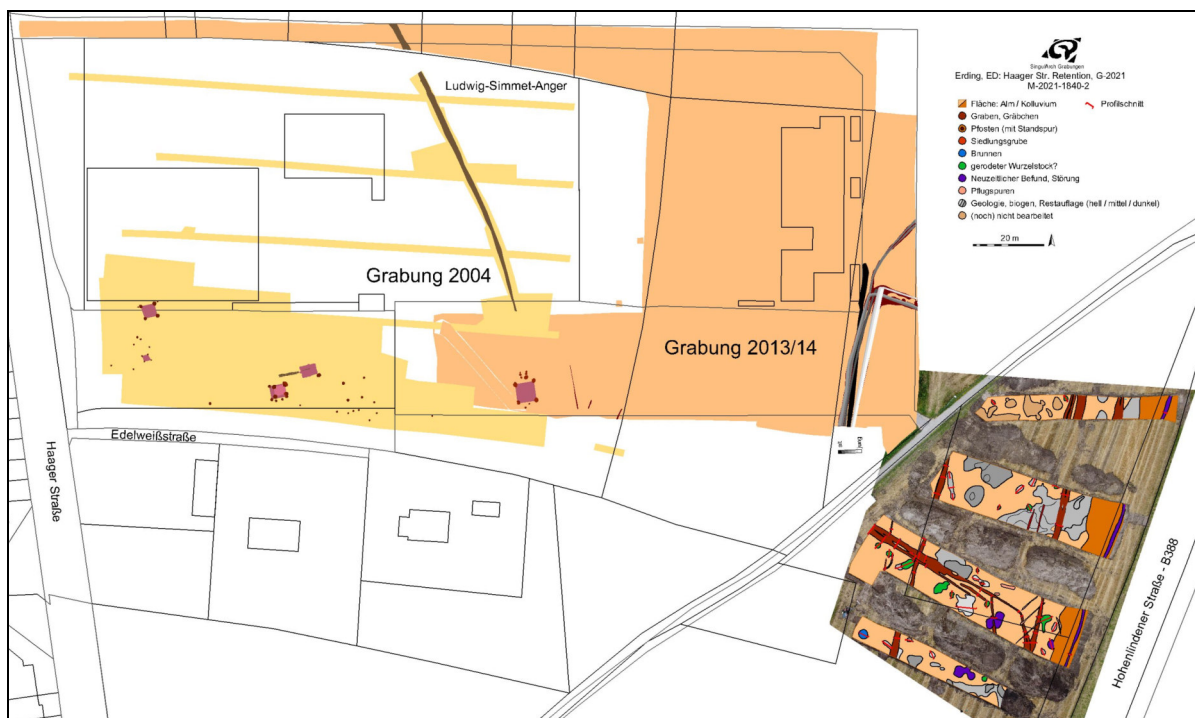 SingulArch Grabungen
Erding, ED: Haager Str. Retention, G-2021
M-2021-1840-2
Fläche: Alm / Kolluvium
Profilschnitt
Graben, Gräbchen
Pfosten (mit Standspur)
Siedlungsgrube
Brunnen
gerodeter Wurzelstock?
Neuzeitlicher Befund, Störung
Pflugspuren
Geologie, biogen, Restauflage (hell / mittel / dunkel)
(noch) nicht bearbeitet
20 m
Ludwig-Simmet-Anger
Grabung 2004
Grabung 2013/14
Edelweißstraße
Haager Straße
Hohenlindener Straße - B388